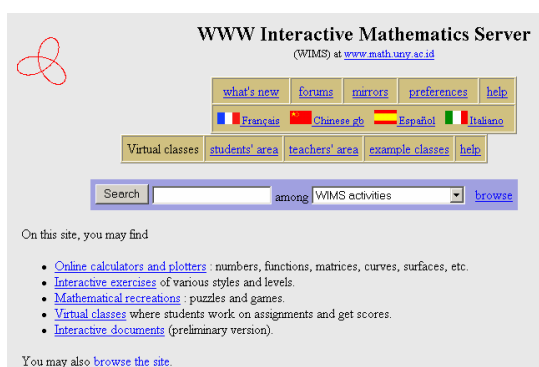 WWW Interactive Mathematics Server
(WIMS) at www.math.uny.ac.id
what's new forums mirrors preferences help
Français Chinese gb Español Italiano
Virtual classes students' area teachers' area example classes help
Search among WIMS activities browse
On this site, you may find
• Online calculators and plotters : numbers, functions, matrices, curves, surfaces, etc.
• Interactive exercises of various styles and levels.
• Mathematical recreations : puzzles and games.
• Virtual classes where students work on assignments and get scores.
• Interactive documents (preliminary version).
You may also browse the site.